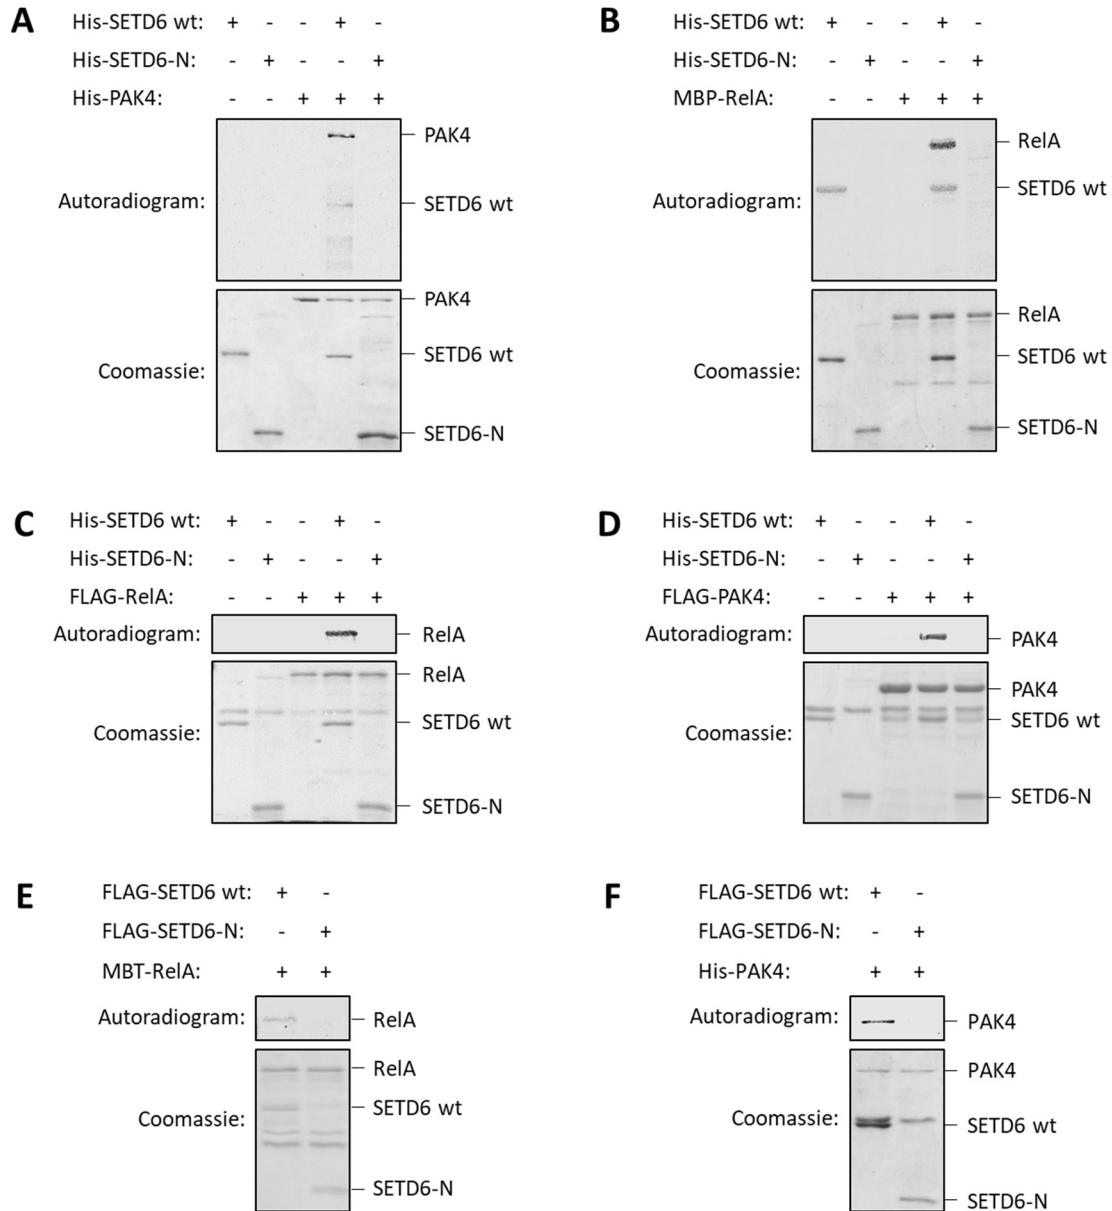 A
His-SETD6 wt: + - - + -
His-SETD6-N: - + - - +
His-PAK4: - - + + +
Autoradiogram:
PAK4
SETD6 wt
Coomassie:
PAK4
SETD6 wt
SETD6-N
B
His-SETD6 wt: + - - + -
His-SETD6-N: - + - - +
MBP-RelA: - - + + +
Autoradiogram:
RelA
SETD6 wt
Coomassie:
RelA
SETD6 wt
SETD6-N
C
His-SETD6 wt: + - - + -
His-SETD6-N: - + - - +
FLAG-RelA: - - + + +
Autoradiogram:
RelA
Coomassie:
RelA
SETD6 wt
SETD6-N
D
His-SETD6 wt: + - - + -
His-SETD6-N: - + - - +
FLAG-PAK4: - - + + +
Autoradiogram:
PAK4
Coomassie:
PAK4
SETD6 wt
SETD6-N
E
FLAG-SETD6 wt: + -
FLAG-SETD6-N: - +
MBT-RelA: + +
Autoradiogram:
RelA
Coomassie:
RelA
SETD6 wt
SETD6-N
F
FLAG-SETD6 wt: + -
FLAG-SETD6-N: - +
His-PAK4: + +
Autoradiogram:
PAK4
Coomassie:
PAK4
SETD6 wt
SETD6-N